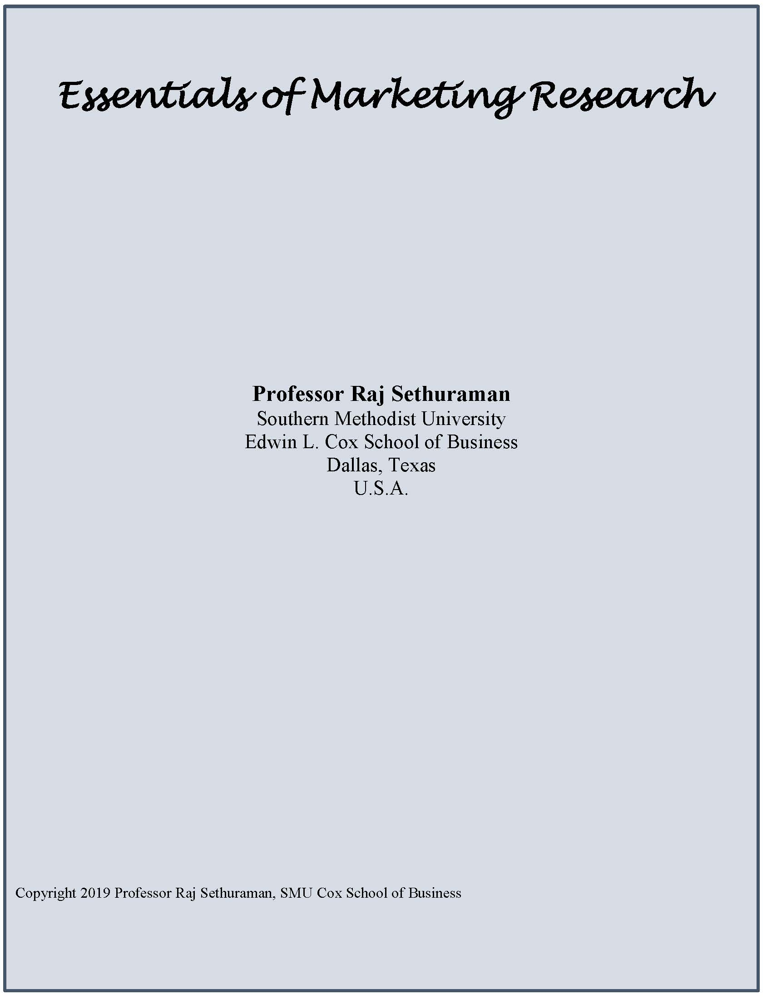 Essentials of Marketing Research
Professor Raj Sethuraman
Southern Methodist University
Edwin L. Cox School of Business
Dallas, Texas
U.S.A.
Copyright 2019 Professor Raj Sethuraman, SMU Cox School of Business